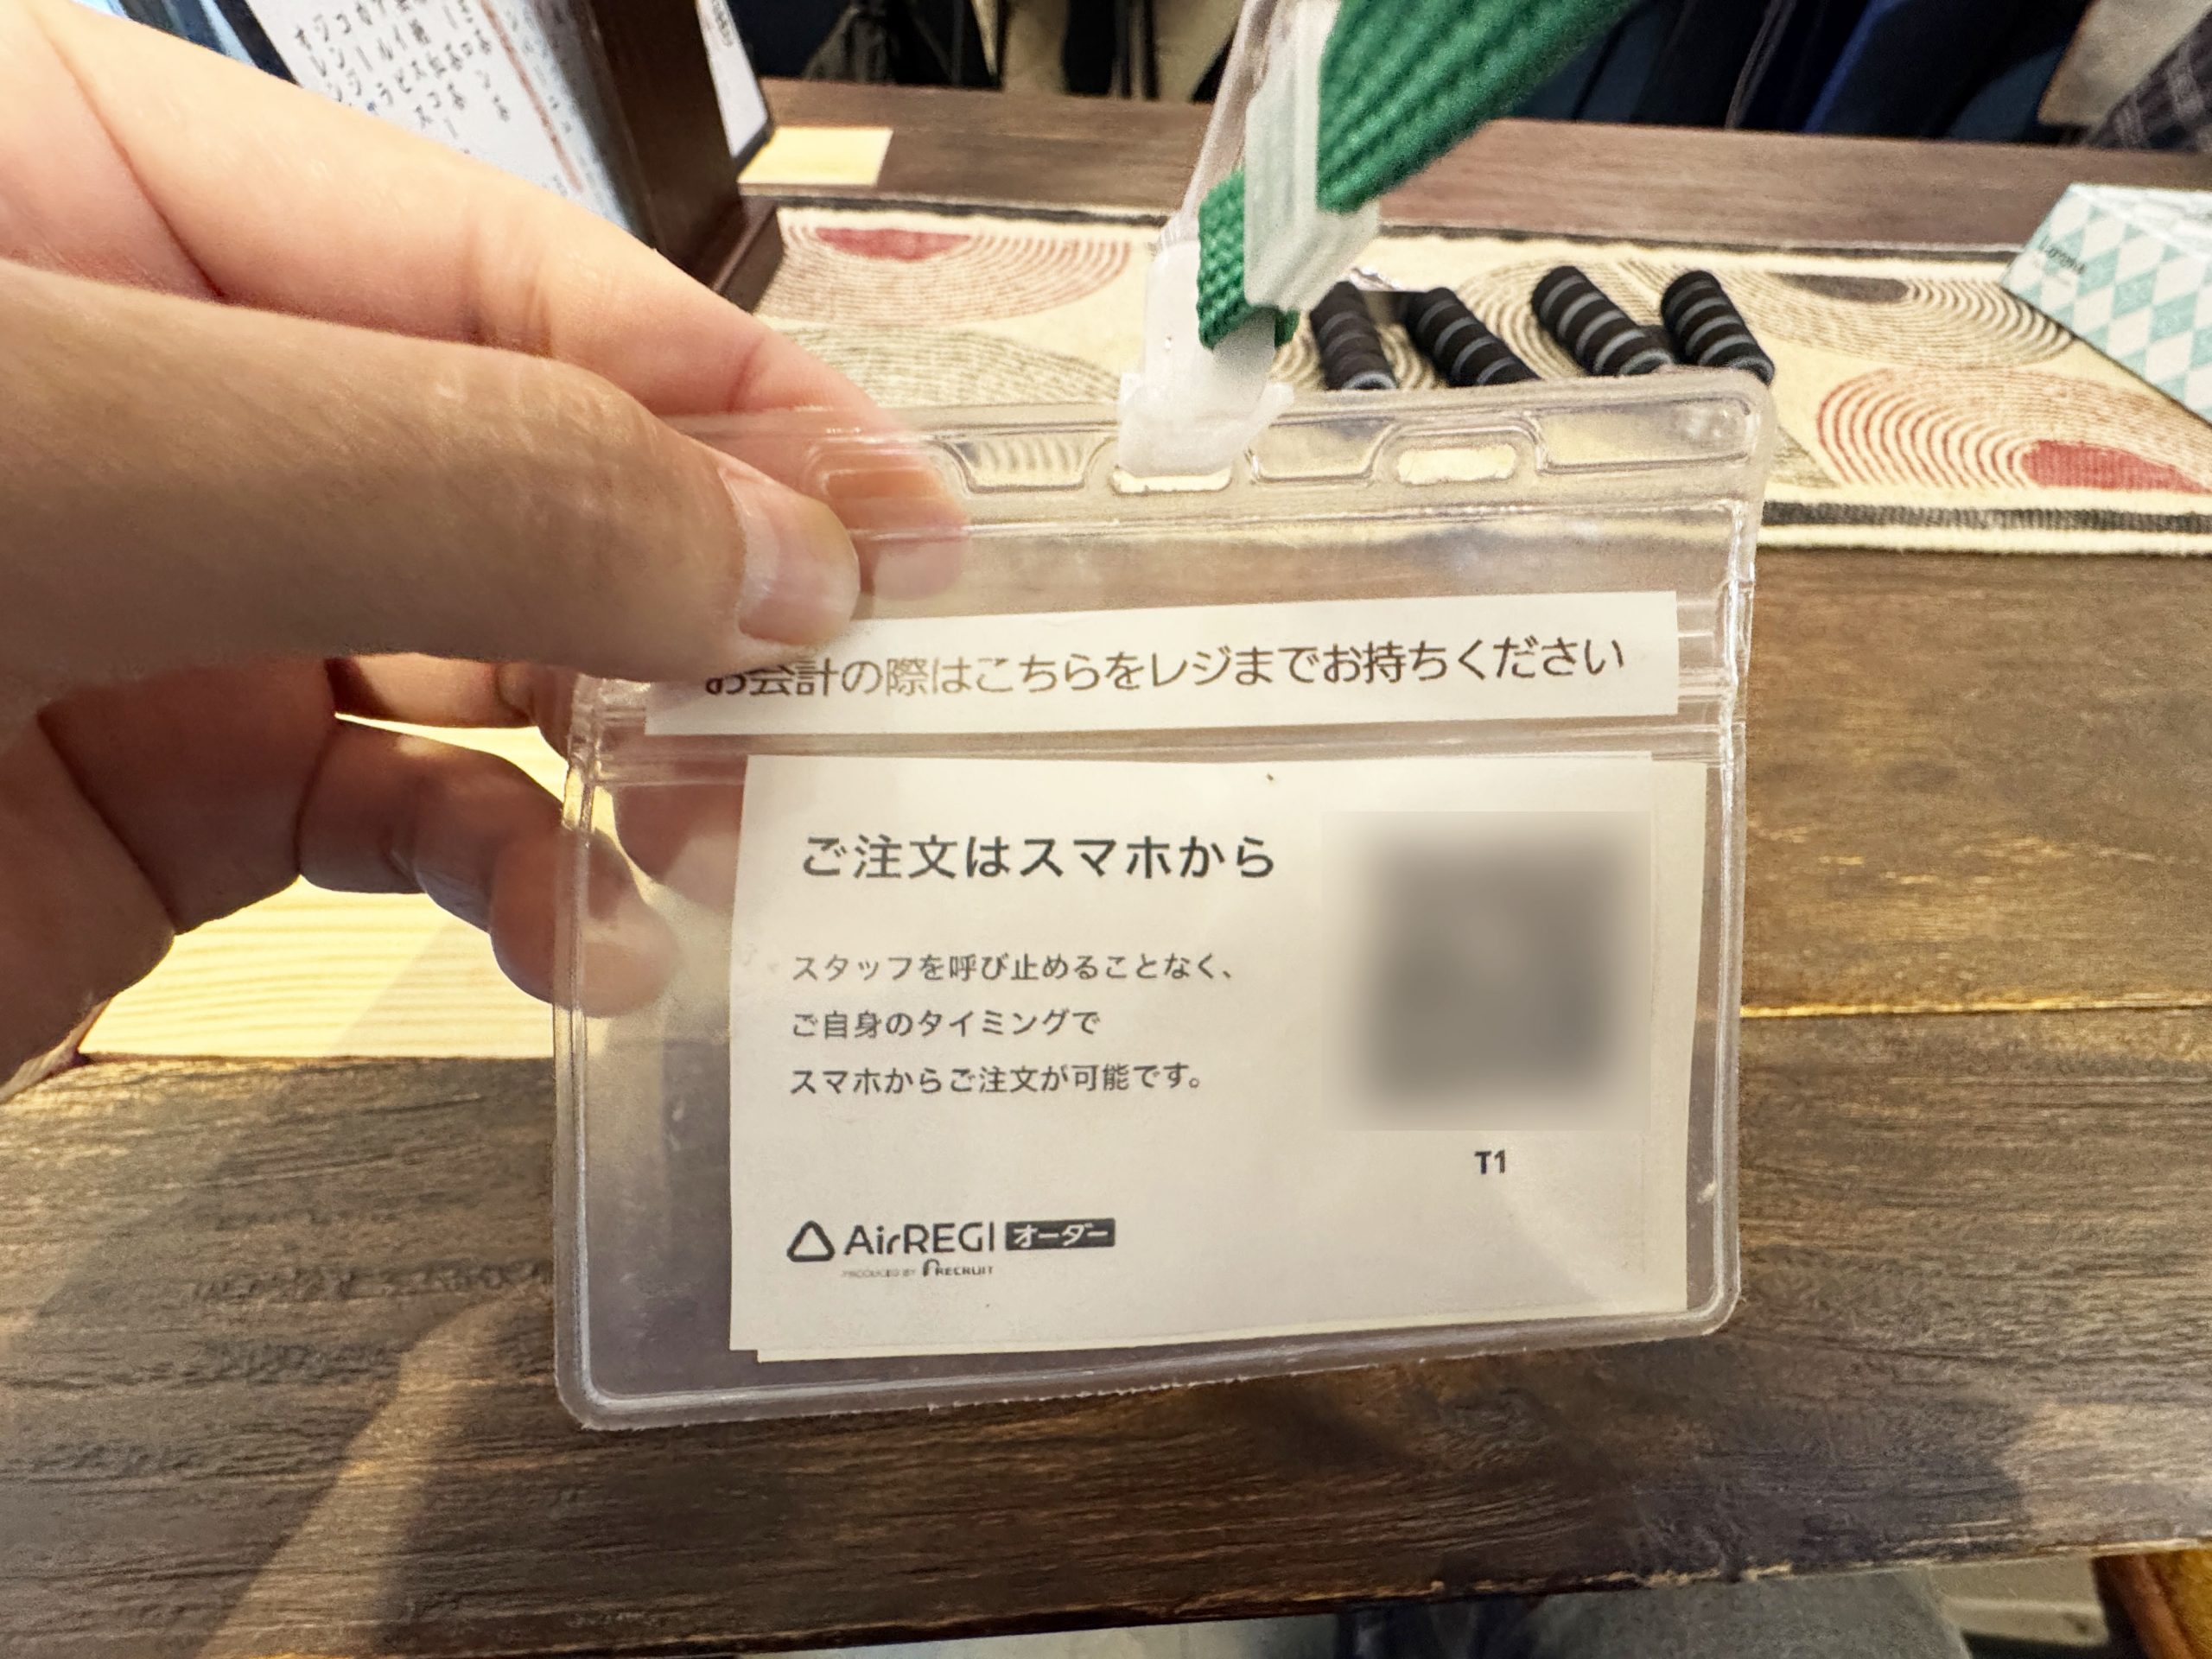 お会計の際はこちらをレジまでお持ちください
ご注文はスマホから
スタッフを呼び止めることなく、
ご自身のタイミングで
スマホからご注文が可能です。
T1
AirREGI オーダー
PRODUCED BY RECRUIT